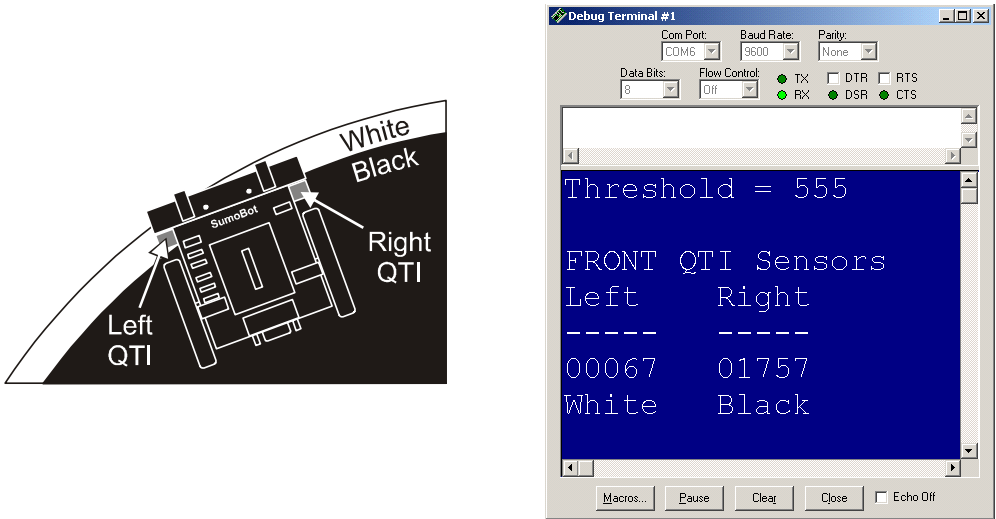 White
Black
SumoBot
Right
QTI
Left
QTI
Debug Terminal #1
Com Port: Baud Rate: Parity:
COM6 9600 None
Data Bits: Flow Control: TX DTR RTS
8 Off RX DSR CTS
Threshold = 555
FRONT QTI Sensors
Left Right
----- -----
00067 01757
White Black
Macros... Pause Clear Close Echo Off